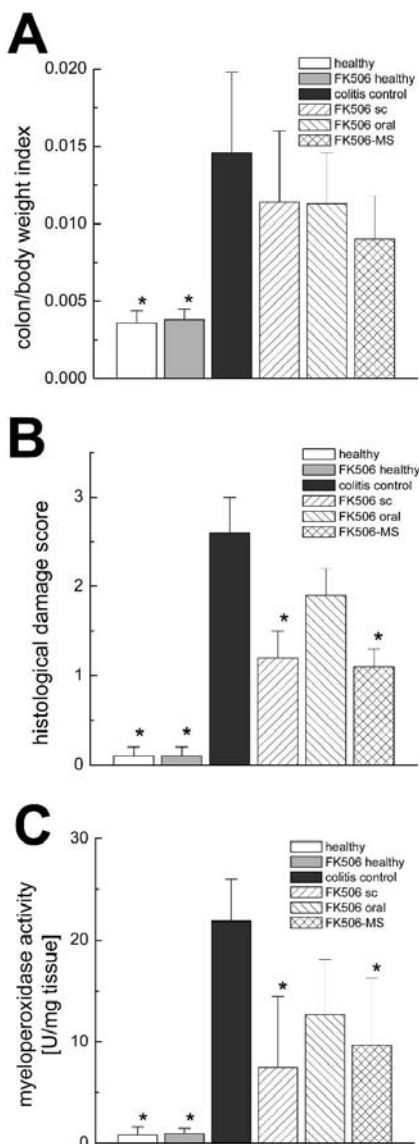 A
healthy
FK506 healthy
colitis control
FK506 sc
FK506 oral
FK506-MS
colon/body weight index
0.020
0.015
0.010
0.005
0.000
* *
B
healthy
FK506 healthy
colitis control
FK506 sc
FK506 oral
FK506-MS
histological damage score
3
2
1
0
* * * *
C
healthy
FK506 healthy
colitis control
FK506 sc
FK506 oral
FK506-MS
myeloperoxidase activity
[U/mg tissue]
30
20
10
0
* * * *